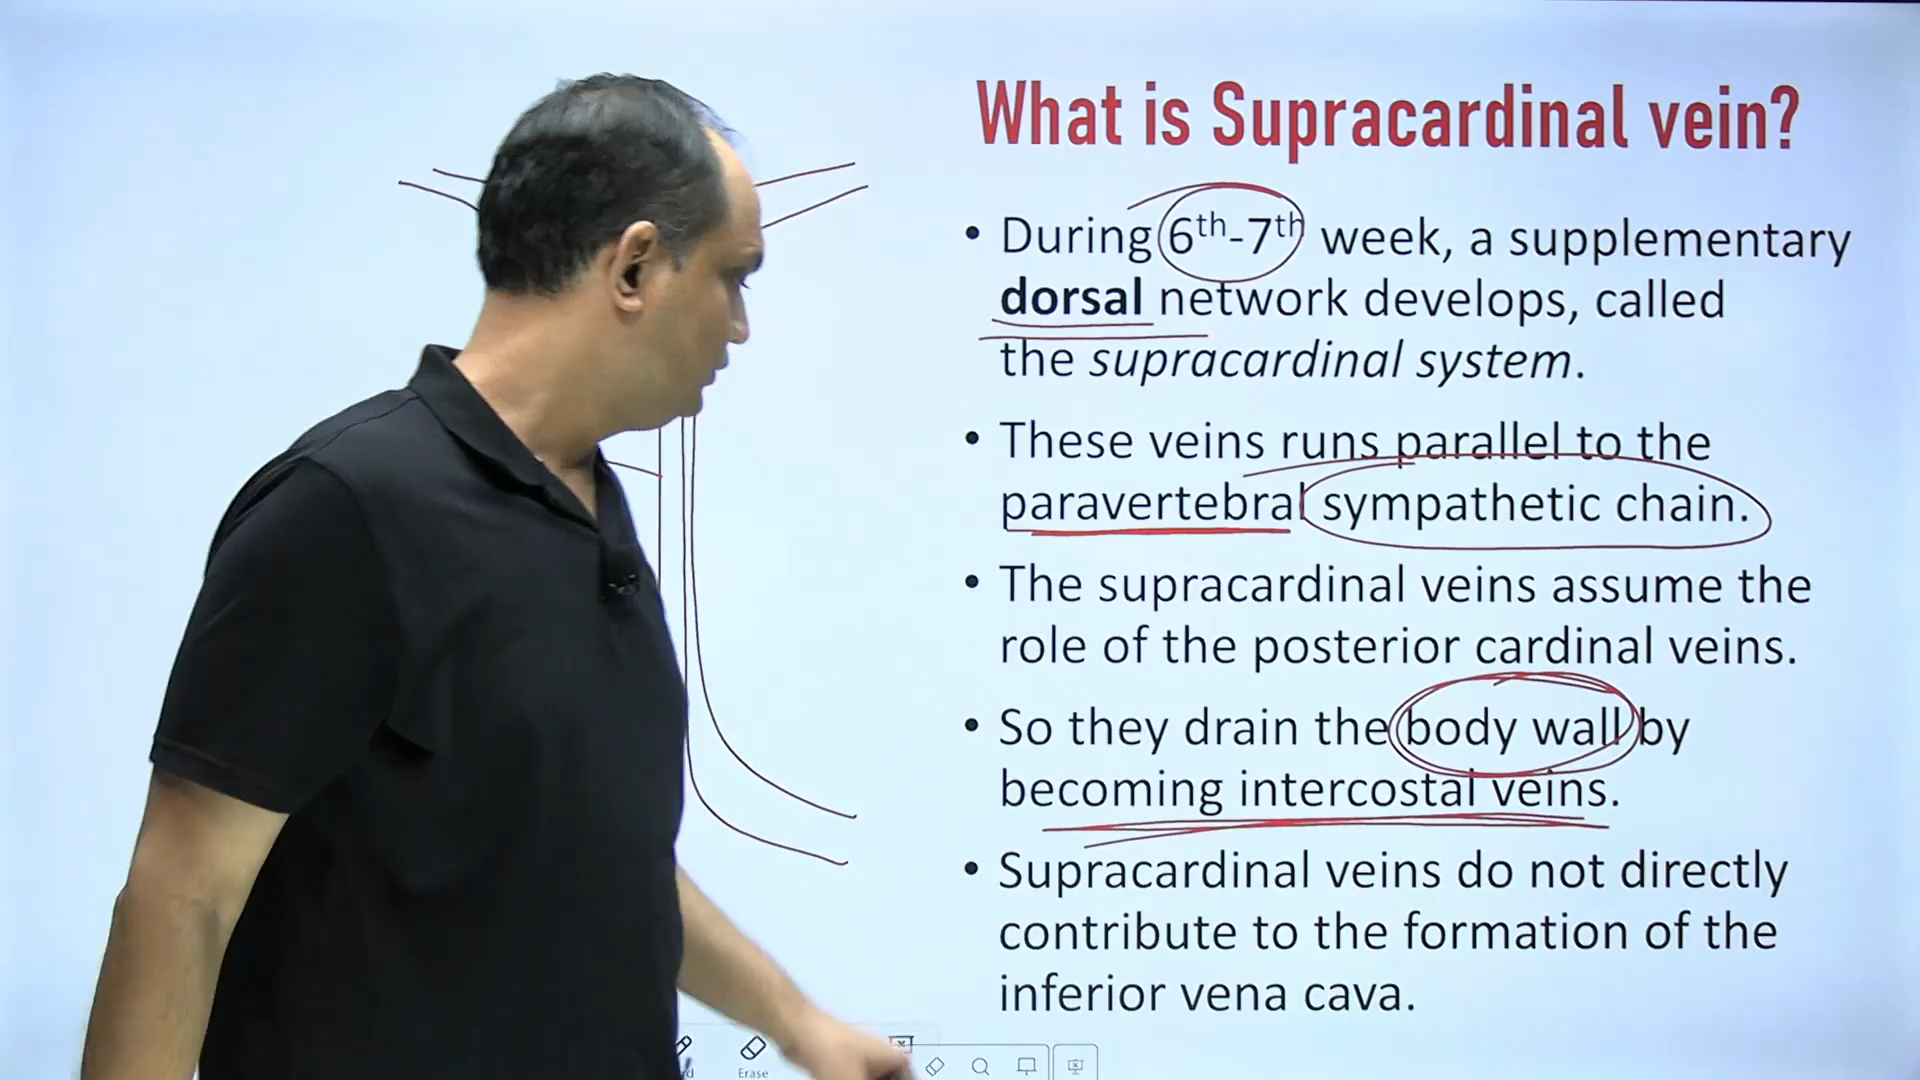 What is Supracardinal vein?
• During 6th-7th week, a supplementary
dorsal network develops, called
the supracardinal system.
• These veins runs parallel to the
paravertebral sympathetic chain.
• The supracardinal veins assume the
role of the posterior cardinal veins.
• So they drain the body wall by
becoming intercostal veins.
• Supracardinal veins do not directly
contribute to the formation of the
inferior vena cava.
Erase